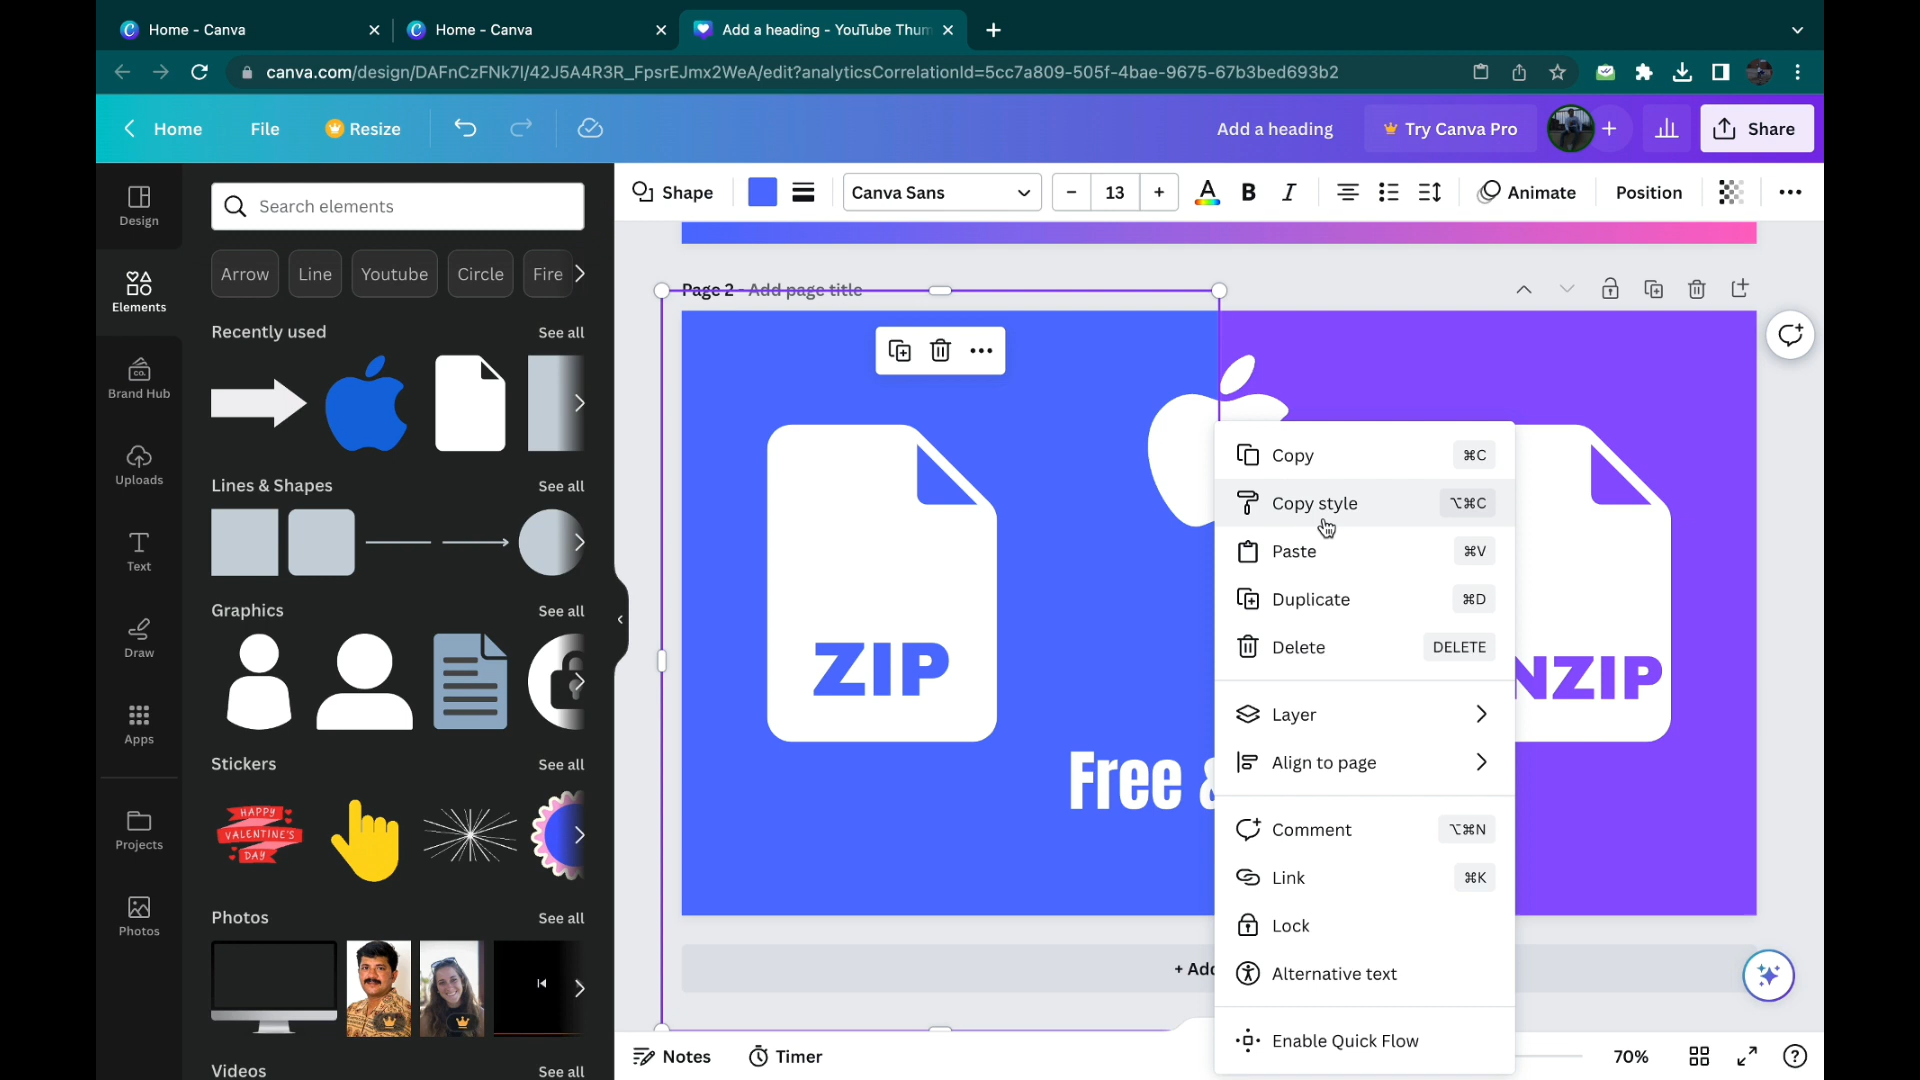 Home - Canva
Home - Canva
Add a heading - YouTube Thum
canva.com/design/DAFnCzFNk7I/42J5A4R3R_FpsrEJmx2WeA/edit?analyticsCorrelationId=5cc7a809-505f-4bae-9675-67b3bed693b2
Home File Resize Add a heading Try Canva Pro Share
Shape Canva Sans 13 Animate Position
Design
Elements
Brand Hub
Uploads
Text
Draw
Apps
Projects
Photos
Search elements
Arrow Line Youtube Circle Fire
Recently used See all
Lines & Shapes See all
Graphics See all
Stickers See all
HAPPY
VALENTINE'S
DAY
Photos See all
Videos See all
Page 2 - Add page title
ZIP
NZIP
Free &
+ Add
Copy ⌘C
Copy style ⌥⌘C
Paste ⌘V
Duplicate ⌘D
Delete DELETE
Layer
Align to page
Comment ⌥⌘N
Link ⌘K
Lock
Alternative text
Enable Quick Flow
Notes Timer 70%